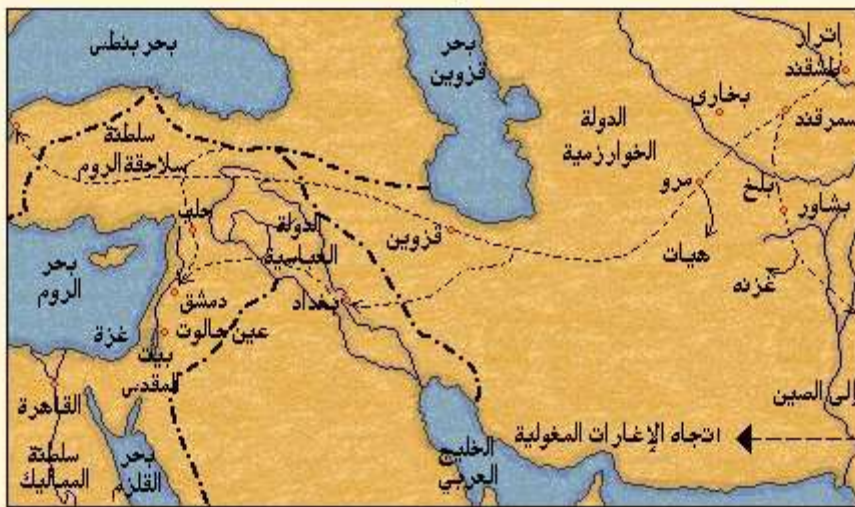 بحر بنطس
بحر
قزوين
اترار
طشقند
بخارى
سمرقند
الدولة
الخوارزمية
سلطنة
سلاجقة الروم
مرو
بلخ
بشاور
هيات
غزنه
حلب
الدولة
العباسية
قزوين
بحر
الروم
دمشق
بغداد
عين جالوت
غزة
بيت
المقدس
القاهرة
سلطنة
المماليك
بحر
القلزم
الخليج
العربي
إلى الصين
اتجاه الإغارات المغولية